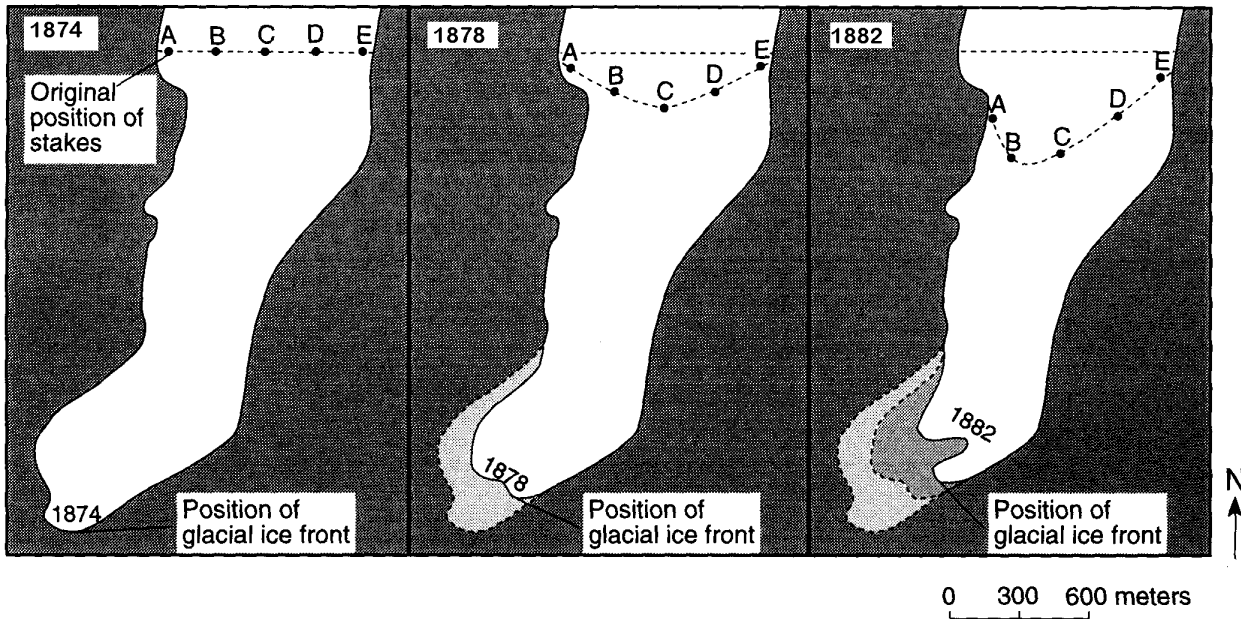 1874
A B C D E
Original
position of
stakes
1874
Position of
glacial ice front
1878
A
B
C
D
E
1878
Position of
glacial ice front
1882
A
B
C
D
E
1882
Position of
glacial ice front
N
0 300 600 meters